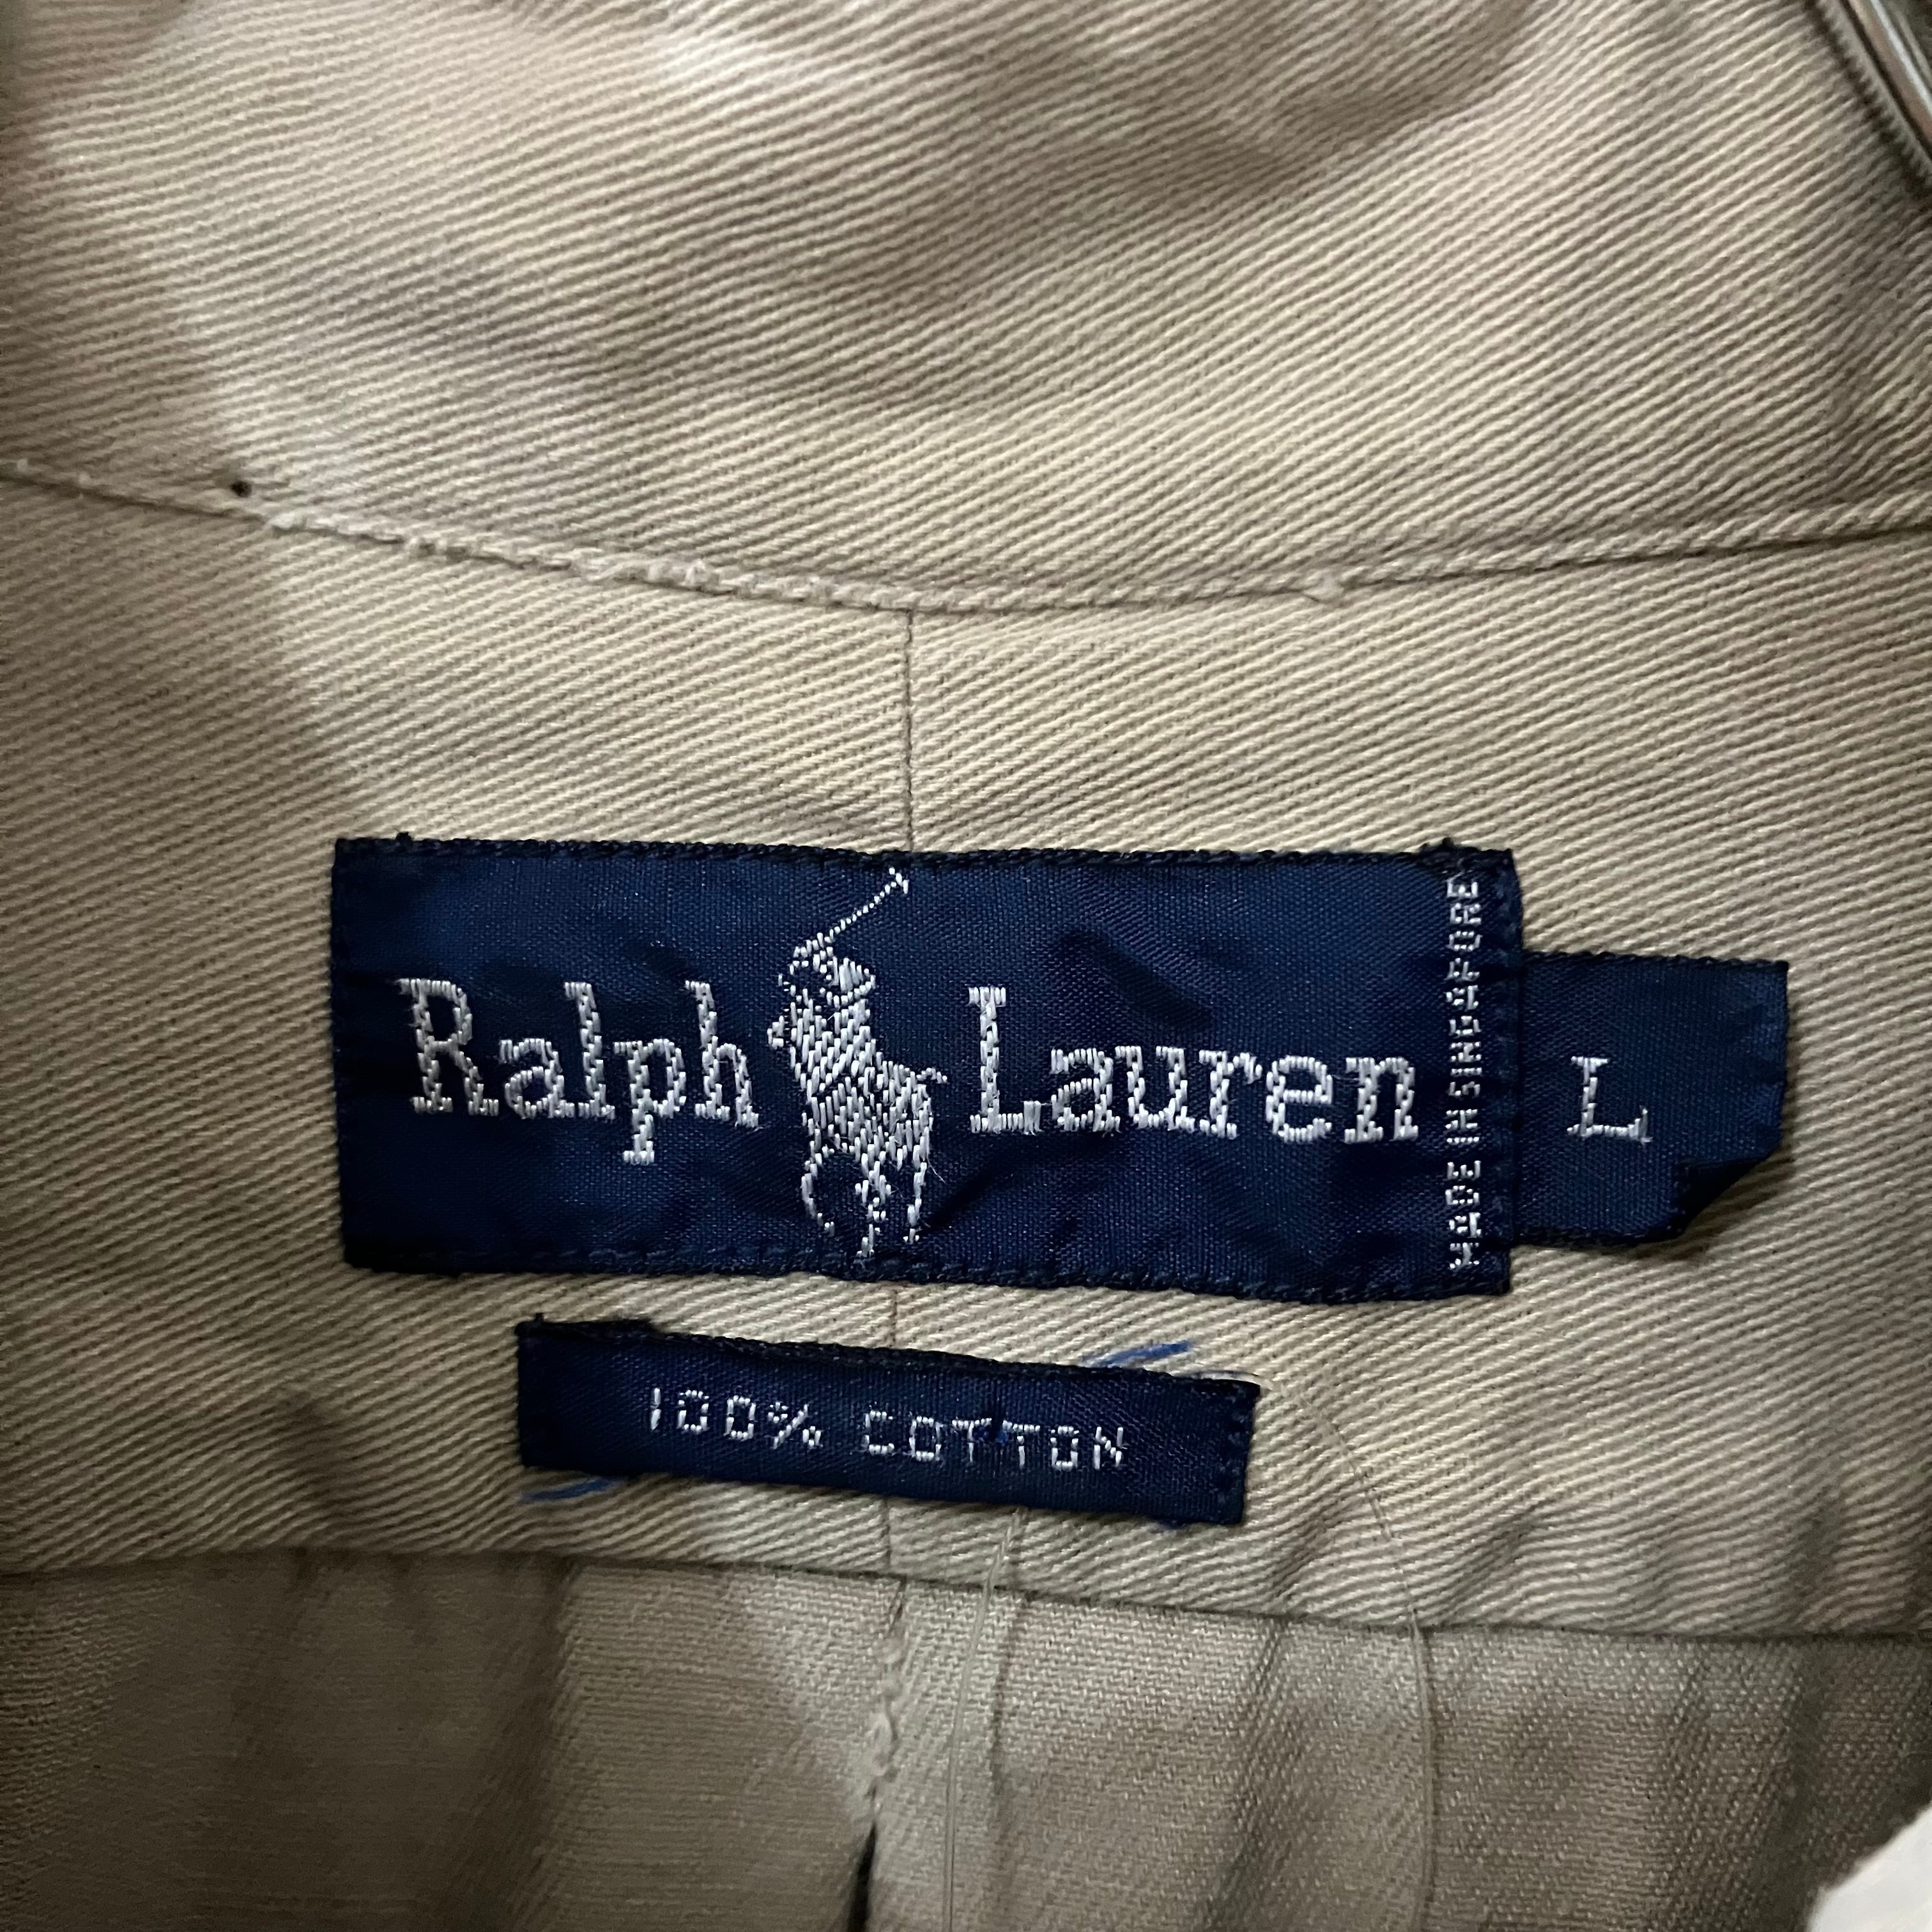 Ralph Lauren
MADE IN SINGAPORE
L
100% COTTON